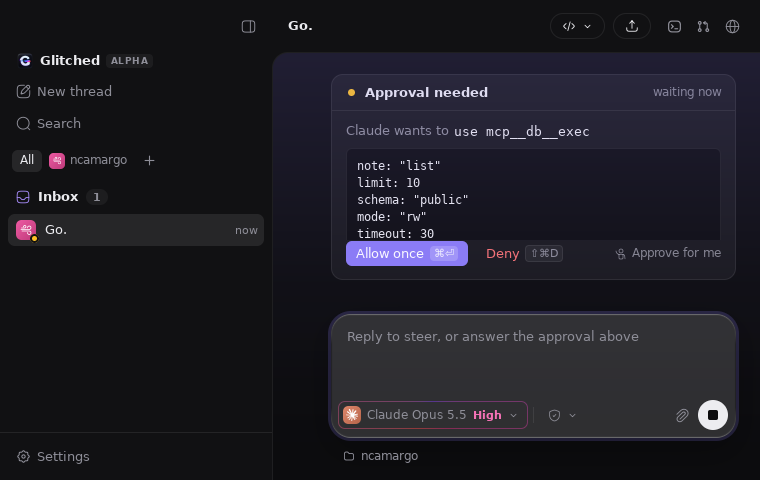 Go.
Glitched ALPHA
New thread
Search
All ncamargo
Inbox 1
Go. now
Settings
Approval needed waiting now
Claude wants to use mcp__db__exec
note: "list"
limit: 10
schema: "public"
mode: "rw"
timeout: 30
Allow once ⌘⏎ Deny ⇧⌘D Approve for me
Reply to steer, or answer the approval above
Claude Opus 5.5 High
ncamargo